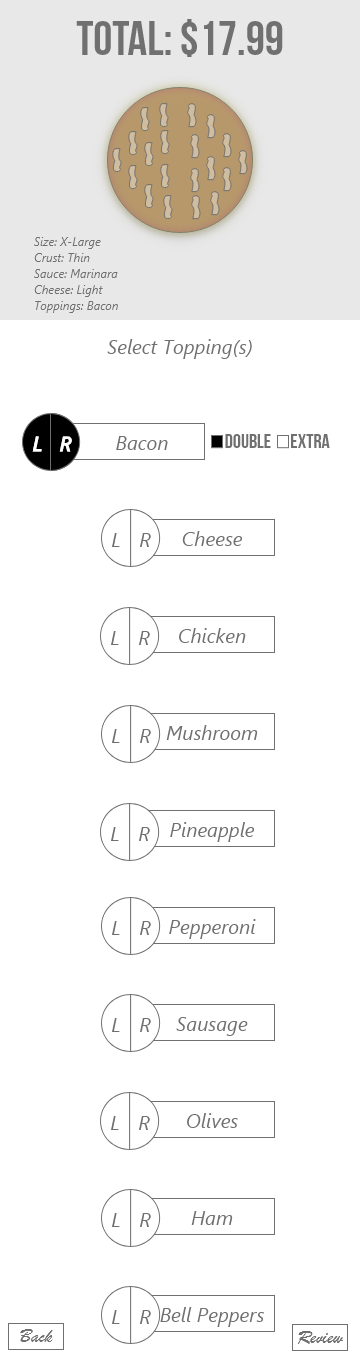 TOTAL: $17.99
Size: X-Large
Crust: Thin
Sauce: Marinara
Cheese: Light
Toppings: Bacon
Select Topping(s)
L R Bacon DOUBLE EXTRA
L R Cheese
L R Chicken
L R Mushroom
L R Pineapple
L R Pepperoni
L R Sausage
L R Olives
L R Ham
L R Bell Peppers
Back Review